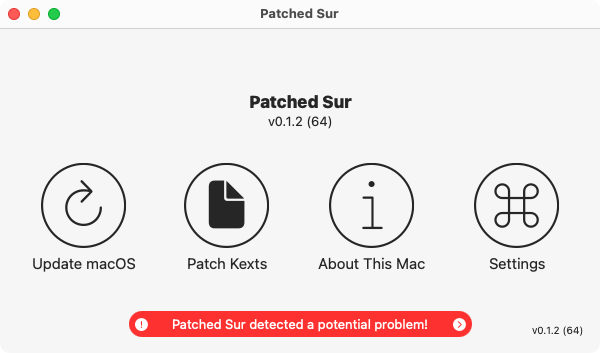 Patched Sur
Patched Sur
v0.1.2 (64)
Update macOS
Patch Kexts
About This Mac
Settings
Patched Sur detected a potential problem!
v0.1.2 (64)